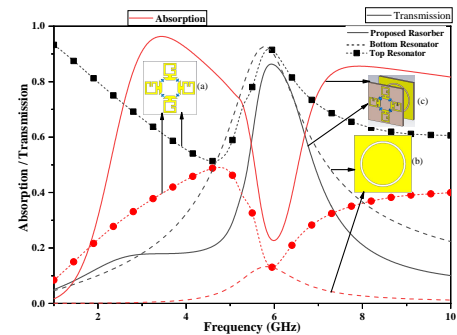 Absorption
Transmission
Proposed Rasorber
Bottom Resonator
Top Resonator
(a)
(c)
(b)
Absorption / Transmission
1.0
0.8
0.6
0.4
0.2
0.0
2
4
6
8
10
Frequency (GHz)